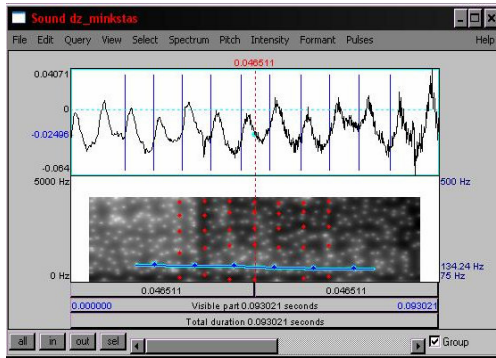 Sound dz_minkstas
File Edit Query View Select Spectrum Pitch Intensity Formant Pulses Help
0.046511
0.04071
0
-0.02496
-0.064
5000 Hz 500 Hz
134.24 Hz
0 Hz 75 Hz
0.046511 0.046511
0.000000 Visible part 0.093021 seconds 0.093021
Total duration 0.093021 seconds
all in out sel Group